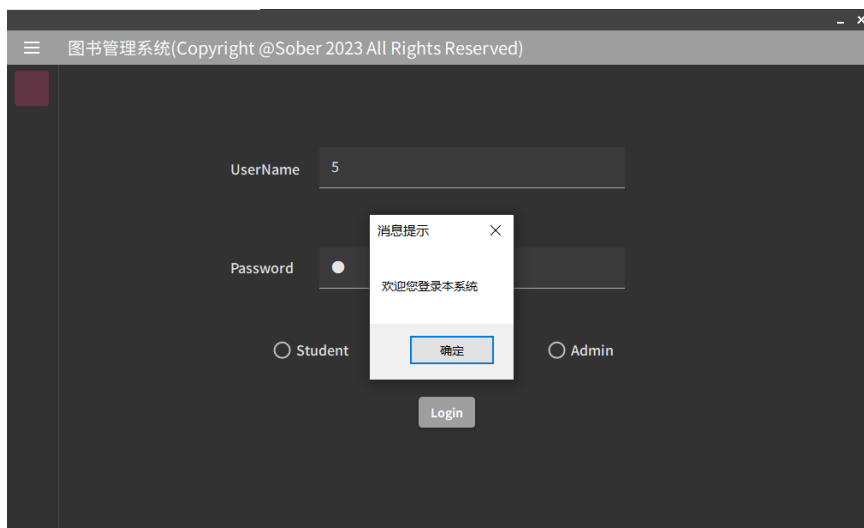 图书管理系统(Copyright @Sober 2023 All Rights Reserved)
UserName 5
消息提示
Password
欢迎您登录本系统
Student
确定
Admin
Login